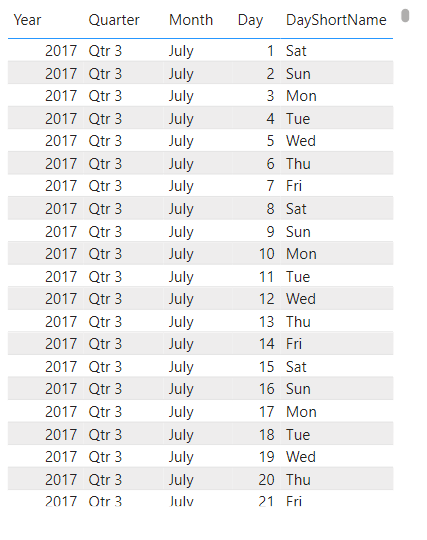 Year Quarter Month Day DayShortName
2017 Qtr 3 July 1 Sat
2017 Qtr 3 July 2 Sun
2017 Qtr 3 July 3 Mon
2017 Qtr 3 July 4 Tue
2017 Qtr 3 July 5 Wed
2017 Qtr 3 July 6 Thu
2017 Qtr 3 July 7 Fri
2017 Qtr 3 July 8 Sat
2017 Qtr 3 July 9 Sun
2017 Qtr 3 July 10 Mon
2017 Qtr 3 July 11 Tue
2017 Qtr 3 July 12 Wed
2017 Qtr 3 July 13 Thu
2017 Qtr 3 July 14 Fri
2017 Qtr 3 July 15 Sat
2017 Qtr 3 July 16 Sun
2017 Qtr 3 July 17 Mon
2017 Qtr 3 July 18 Tue
2017 Qtr 3 July 19 Wed
2017 Qtr 3 July 20 Thu
2017 Qtr 3 July 21 Fri